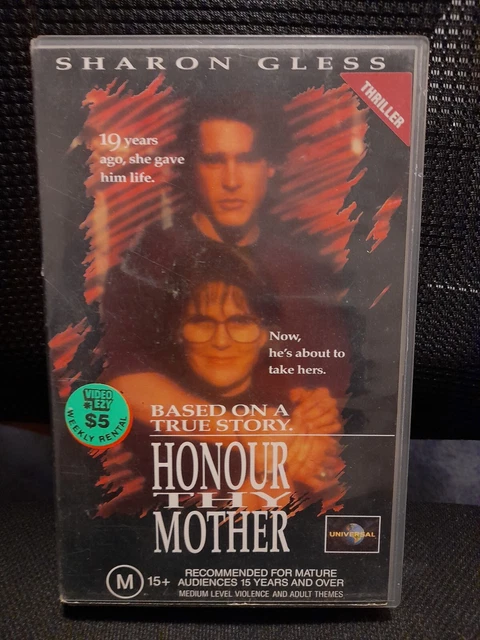 SHARON GLESS
THRILLER
19 years
ago, she gave
him life.
Now,
he's about to
take hers.
VIDEO
EZY
$5
WEEKLY RENTAL
BASED ON A
TRUE STORY.
HONOUR
THY
MOTHER
UNIVERSAL
M 15+
RECOMMENDED FOR MATURE
AUDIENCES 15 YEARS AND OVER
MEDIUM LEVEL VIOLENCE AND ADULT THEMES